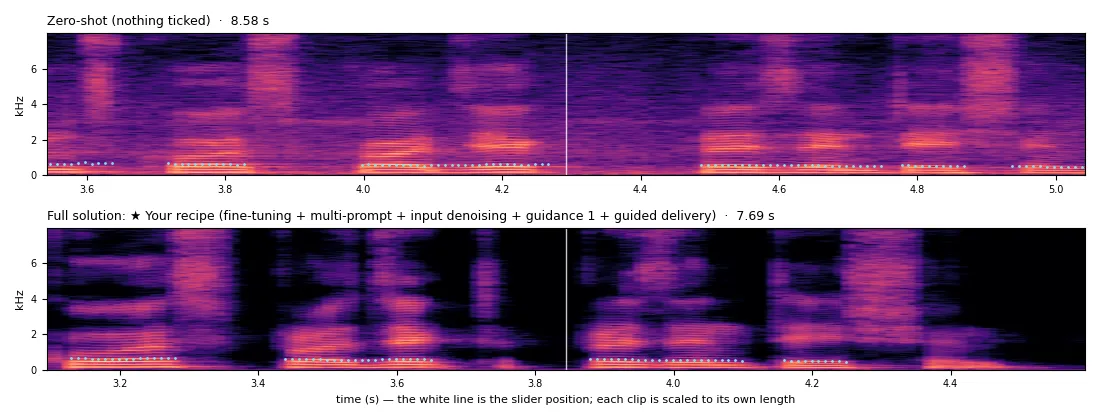 Zero-shot (nothing ticked)  ·  8.58 s
kHz
6
4
2
0
3.6 3.8 4.0 4.2 4.4 4.6 4.8 5.0
Full solution: ★ Your recipe (fine-tuning + multi-prompt + input denoising + guidance 1 + guided delivery)  ·  7.69 s
kHz
6
4
2
0
3.2 3.4 3.6 3.8 4.0 4.2 4.4
time (s) — the white line is the slider position; each clip is scaled to its own length